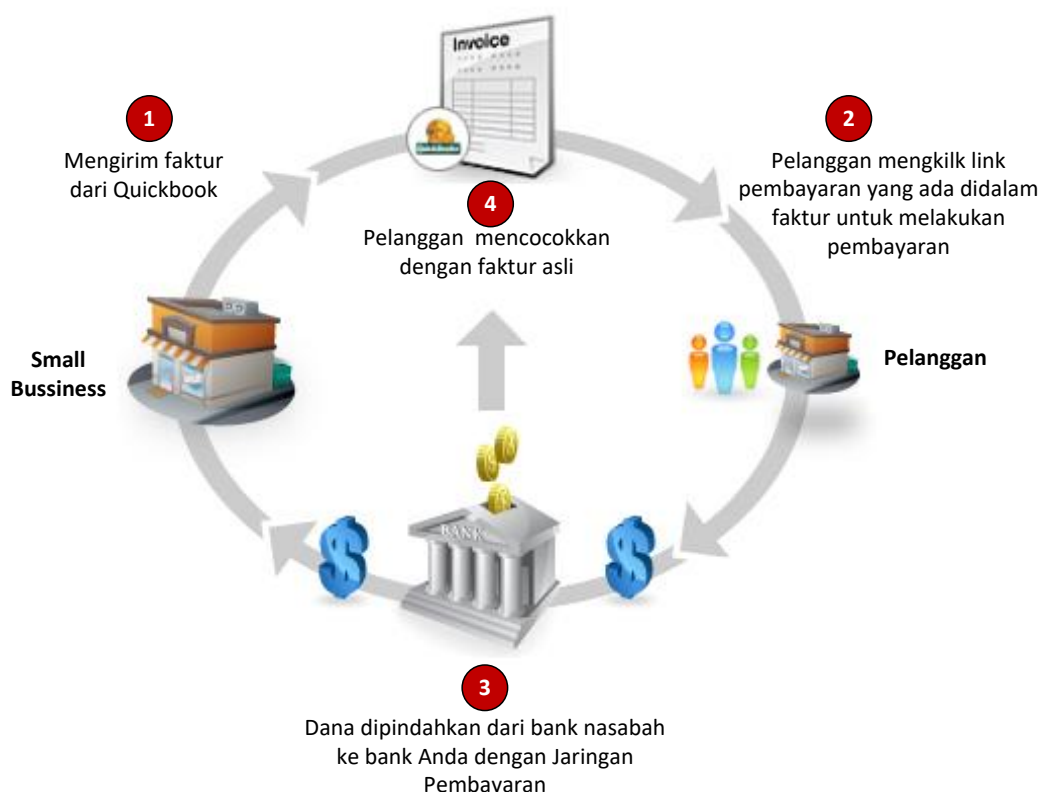 Invoice
QuickBooks
1
Mengirim faktur
dari Quickbook
2
Pelanggan mengkilk link
pembayaran yang ada didalam
faktur untuk melakukan
pembayaran
4
Pelanggan mencocokkan
dengan faktur asli
Small
Bussiness
Pelanggan
BANK
3
Dana dipindahkan dari bank nasabah
ke bank Anda dengan Jaringan
Pembayaran